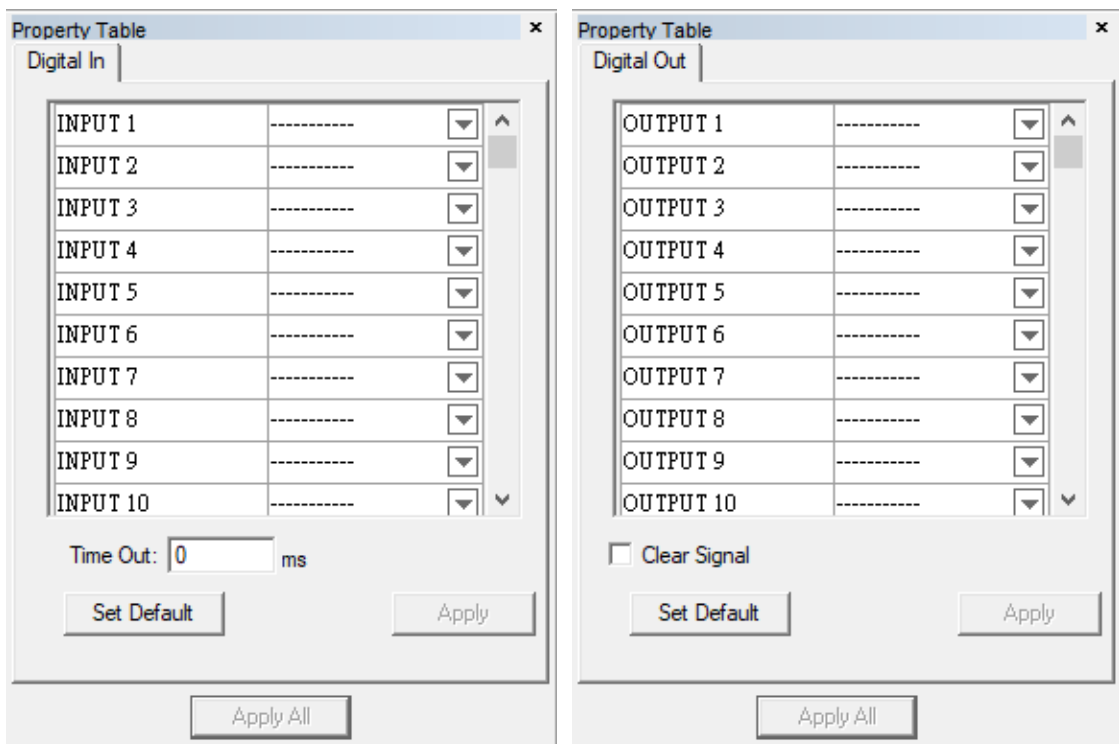 Property Table ×
Digital In
INPUT 1 -----------
INPUT 2 -----------
INPUT 3 -----------
INPUT 4 -----------
INPUT 5 -----------
INPUT 6 -----------
INPUT 7 -----------
INPUT 8 -----------
INPUT 9 -----------
INPUT 10 -----------
Time Out: 0 ms
Set Default Apply
Apply All
Property Table ×
Digital Out
OUTPUT 1 -----------
OUTPUT 2 -----------
OUTPUT 3 -----------
OUTPUT 4 -----------
OUTPUT 5 -----------
OUTPUT 6 -----------
OUTPUT 7 -----------
OUTPUT 8 -----------
OUTPUT 9 -----------
OUTPUT 10 -----------
Clear Signal
Set Default Apply
Apply All